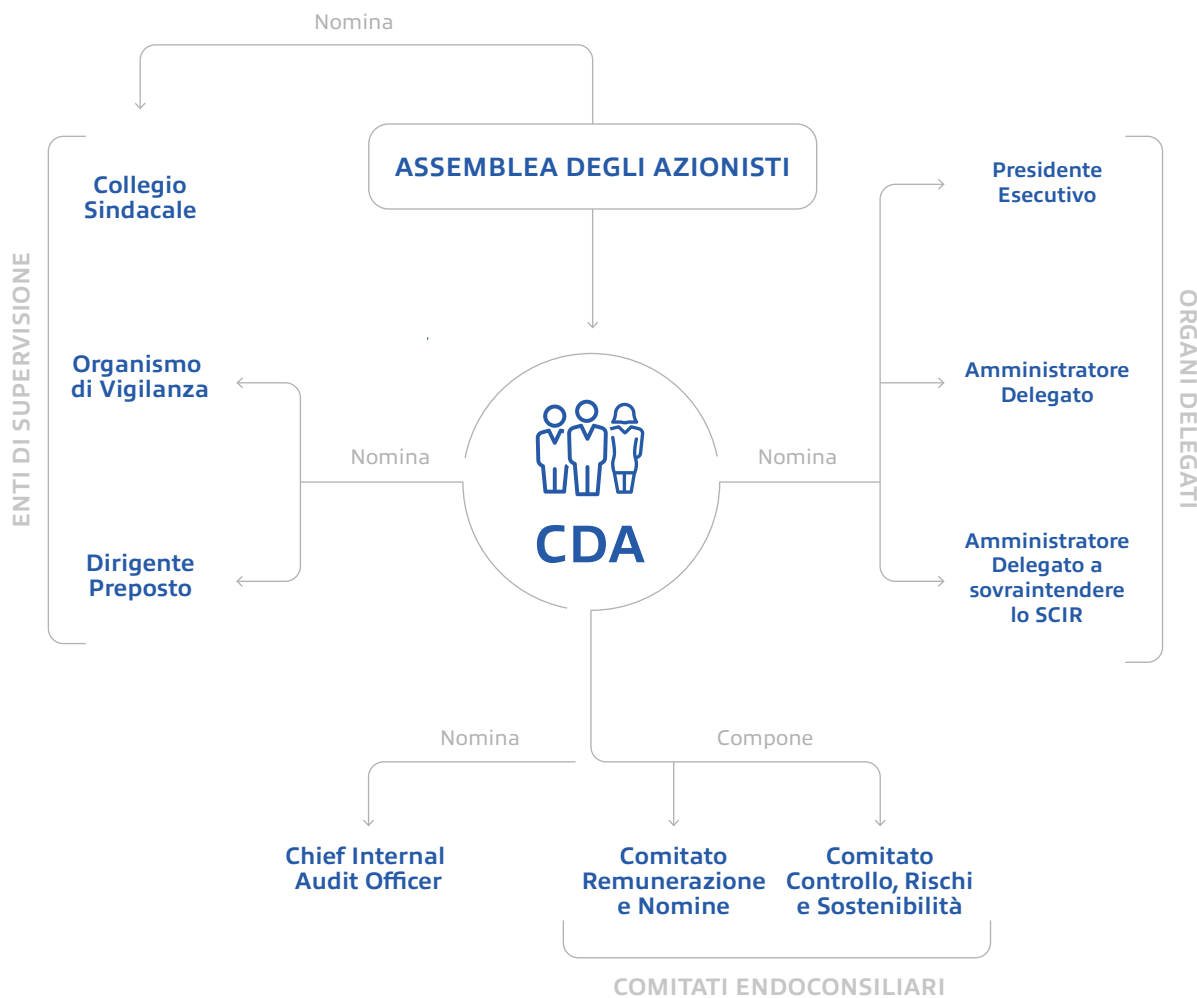 Nomina
ASSEMBLEA DEGLI AZIONISTI
Collegio
Sindacale
Presidente
Esecutivo
ENTI DI SUPERVISIONE
ORGANI DELEGATI
Organismo
di Vigilanza
Amministratore
Delegato
Nomina
Nomina
CDA
Dirigente
Preposto
Amministratore
Delegato a
sovraintendere
lo SCIR
Nomina
Compone
Chief Internal
Audit Officer
Comitato
Remunerazione
e Nomine
Comitato
Controllo, Rischi
e Sostenibilità
COMITATI ENDOCONSILIARI